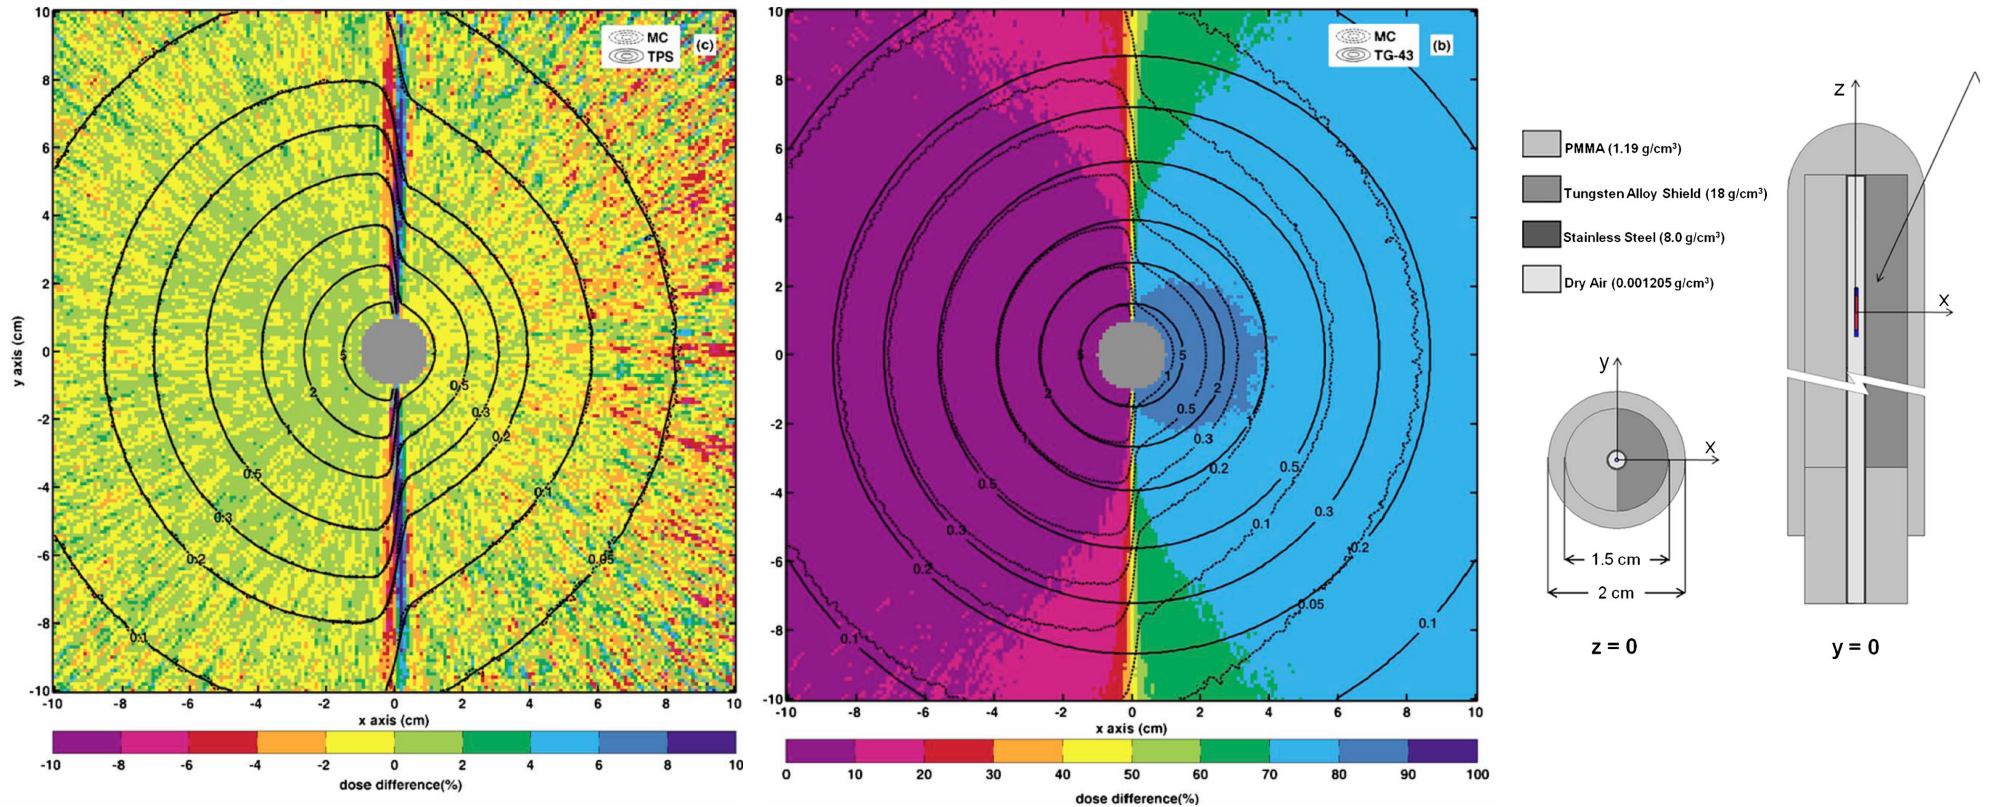 MC
TPS
(c)
10
8
6
4
2
0
-2
-4
-6
-8
-10
y axis (cm)
5
2
0.5
0.3
0.2
0.1
0.5
0.3
0.2
0.1
0.05
-10 -8 -6 -4 -2 0 2 4 6 8 10
x axis (cm)
-10 -8 -6 -4 -2 0 2 4 6 8 10
dose difference(%)
MC
TG-43
(b)
10
8
6
4
2
0
-2
-4
-6
-8
-10
5
2
0.5
0.3
0.2
0.1
5
1
2
0.5
0.3
0.2
0.5
0.1
0.3
0.2
0.05
0.1
-10 -8 -6 -4 -2 0 2 4 6 8 10
x axis (cm)
0 10 20 30 40 50 60 70 80 90 100
dose difference(%)
PMMA (1.19 g/cm³)
Tungsten Alloy Shield (18 g/cm³)
Stainless Steel (8.0 g/cm³)
Dry Air (0.001205 g/cm³)
y
x
1.5 cm
2 cm
z = 0
z
x
y = 0